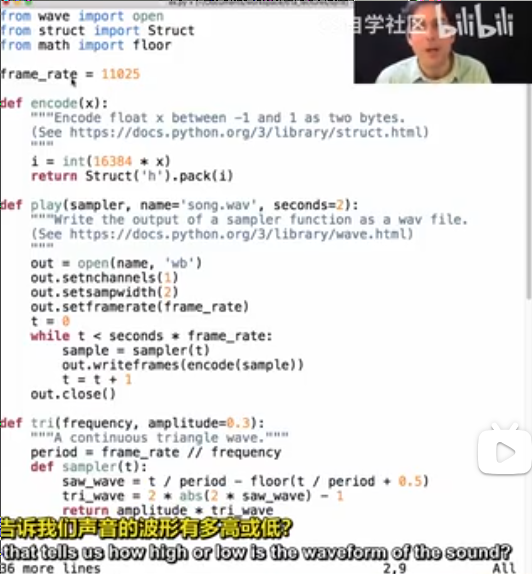 from wave import open
from struct import Struct
from math import floor
自学社区 bilibili
frame_rate = 11025
def encode(x):
"""Encode float x between -1 and 1 as two bytes.
(See https://docs.python.org/3/library/struct.html)
"""
i = int(16384 * x)
return Struct('h').pack(i)
def play(sampler, name='song.wav', seconds=2):
"""Write the output of a sampler function as a wav file.
(See https://docs.python.org/3/library/wave.html)
"""
out = open(name, 'wb')
out.setnchannels(1)
out.setsampwidth(2)
out.setframerate(frame_rate)
t = 0
while t < seconds * frame_rate:
sample = sampler(t)
out.writeframes(encode(sample))
t = t + 1
out.close()
def tri(frequency, amplitude=0.3):
"""A continuous triangle wave."""
period = frame_rate // frequency
def sampler(t):
saw_wave = t / period - floor(t / period + 0.5)
tri_wave = 2 * abs(2 * saw_wave) - 1
return amplitude * tri_wave
告诉我们声音的波形有多高或低?
that tells us how high or low is the waveform of the sound?
36 more lines
2,9
All